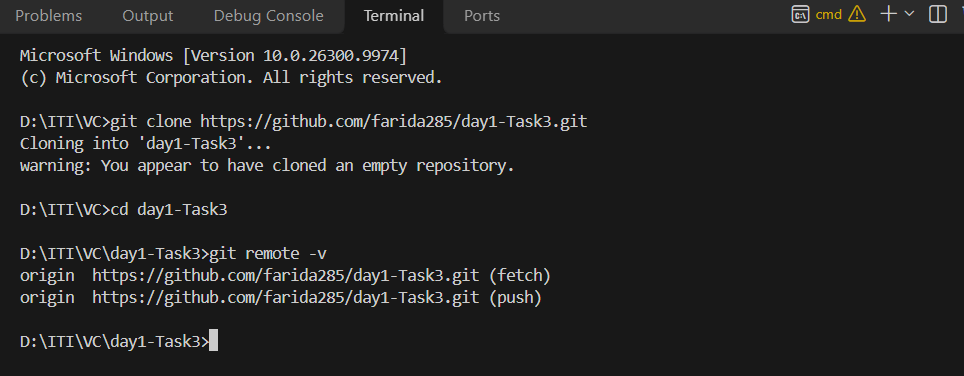 Problems Output Debug Console Terminal Ports cmd
Microsoft Windows [Version 10.0.26300.9974]
(c) Microsoft Corporation. All rights reserved.
D:\ITI\VC>git clone https://github.com/farida285/day1-Task3.git
Cloning into 'day1-Task3'...
warning: You appear to have cloned an empty repository.
D:\ITI\VC>cd day1-Task3
D:\ITI\VC\day1-Task3>git remote -v
origin  https://github.com/farida285/day1-Task3.git (fetch)
origin  https://github.com/farida285/day1-Task3.git (push)
D:\ITI\VC\day1-Task3>